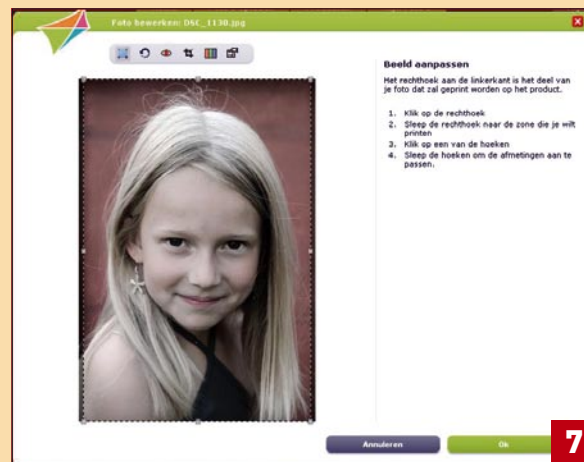 Foto bewerken: DSC_1130.jpg
Beeld aanpassen
Het rechthoek aan de linkerkant is het deel van
je foto dat zal geprint worden op het product.
1. Klik op de rechthoek
2. Sleep de rechthoek naar de zone die je wilt
printen
3. Klik op een van de hoeken
4. Sleep de hoeken om de afmetingen aan te
passen.
Annuleren
Ok
7